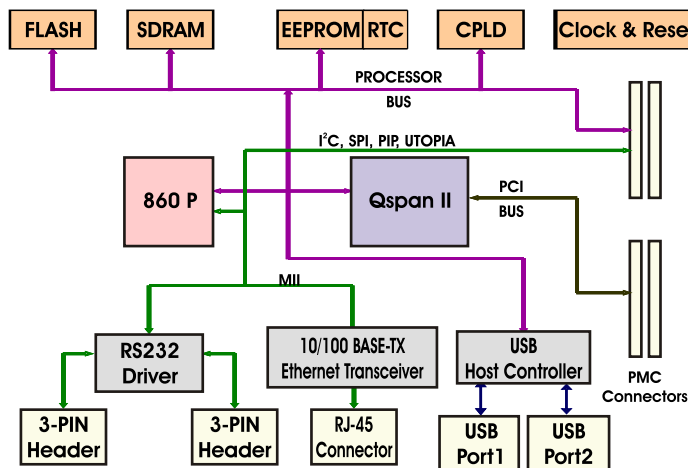 FLASH
SDRAM
EEPROM
RTC
CPLD
Clock & Rese
PROCESSOR
BUS
I²C, SPI, PIP, UTOPIA
860 P
Qspan II
PCI
BUS
MII
RS232
Driver
10/100 BASE-TX
Ethernet Transceiver
USB
Host Controller
PMC
Connectors
3-PIN
Header
3-PIN
Header
RJ-45
Connector
USB
Port1
USB
Port2